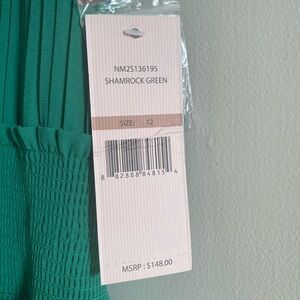 NM2S136195
SHAMROCK GREEN
SIZE: 12
8 82888 84815 4
MSRP : $148.00